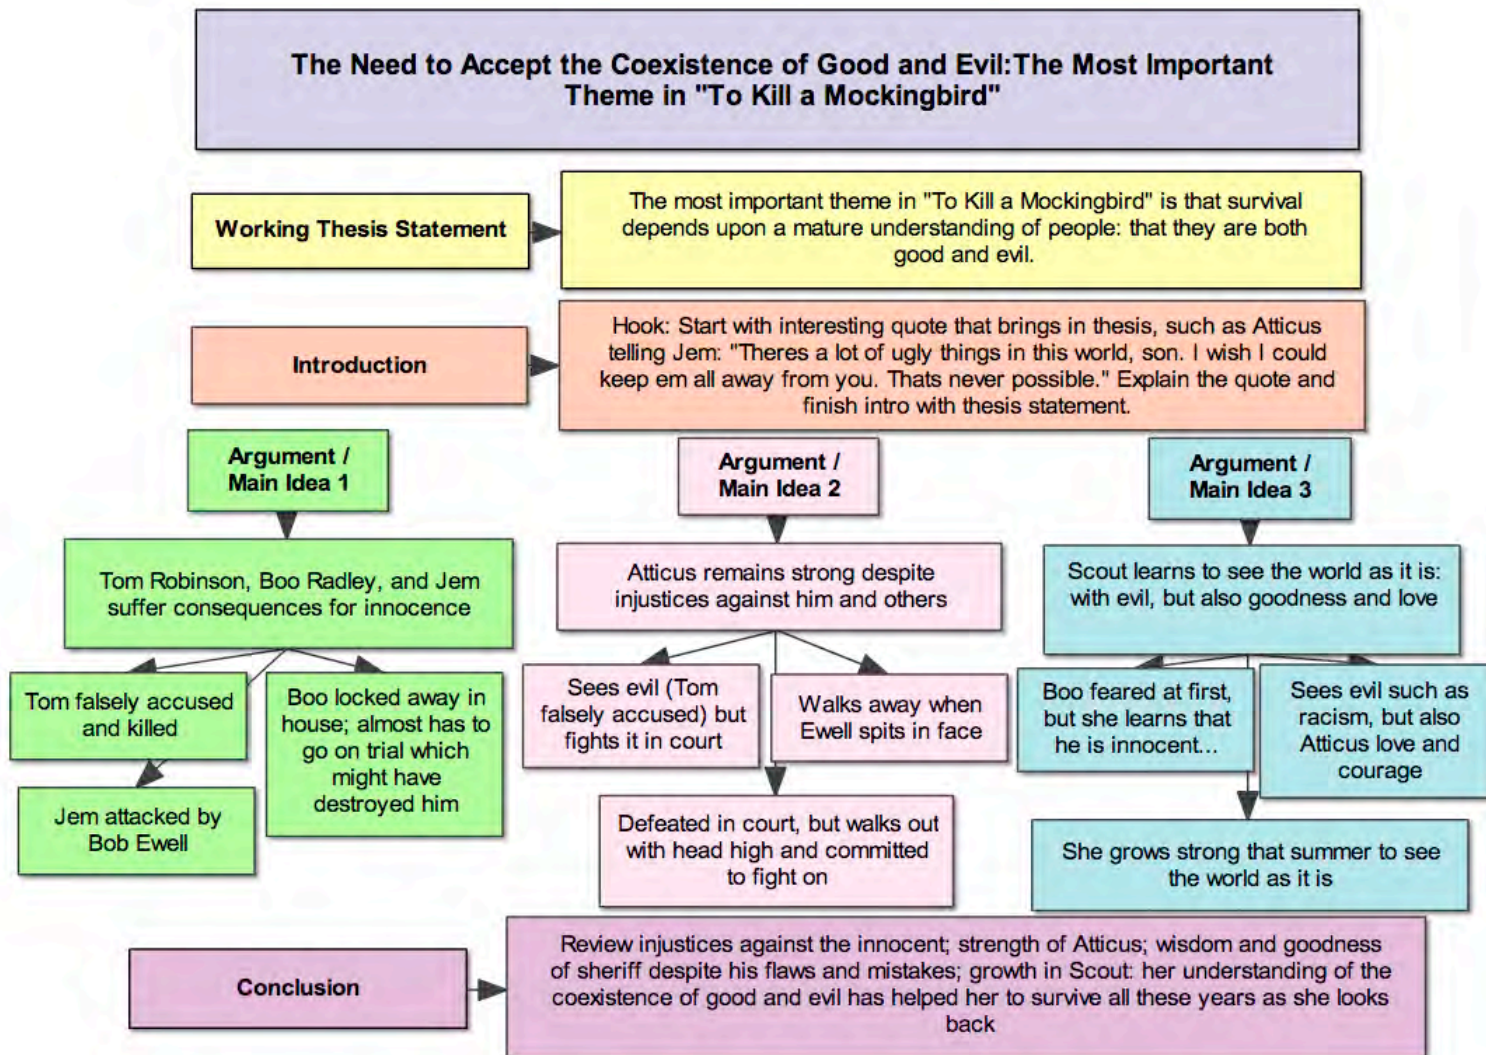 The Need to Accept the Coexistence of Good and Evil:The Most Important
Theme in "To Kill a Mockingbird"
Working Thesis Statement
The most important theme in "To Kill a Mockingbird" is that survival
depends upon a mature understanding of people: that they are both
good and evil.
Introduction
Hook: Start with interesting quote that brings in thesis, such as Atticus
telling Jem: "Theres a lot of ugly things in this world, son. I wish I could
keep em all away from you. Thats never possible." Explain the quote and
finish intro with thesis statement.
Argument /
Main Idea 1
Tom Robinson, Boo Radley, and Jem
suffer consequences for innocence
Tom falsely accused
and killed
Boo locked away in
house; almost has to
go on trial which
might have
destroyed him
Jem attacked by
Bob Ewell
Argument /
Main Idea 2
Atticus remains strong despite
injustices against him and others
Sees evil (Tom
falsely accused) but
fights it in court
Walks away when
Ewell spits in face
Defeated in court, but walks out
with head high and committed
to fight on
Argument /
Main Idea 3
Scout learns to see the world as it is:
with evil, but also goodness and love
Boo feared at first,
but she learns that
he is innocent...
Sees evil such as
racism, but also
Atticus love and
courage
She grows strong that summer to see
the world as it is
Conclusion
Review injustices against the innocent; strength of Atticus; wisdom and goodness
of sheriff despite his flaws and mistakes; growth in Scout: her understanding of the
coexistence of good and evil has helped her to survive all these years as she looks
back